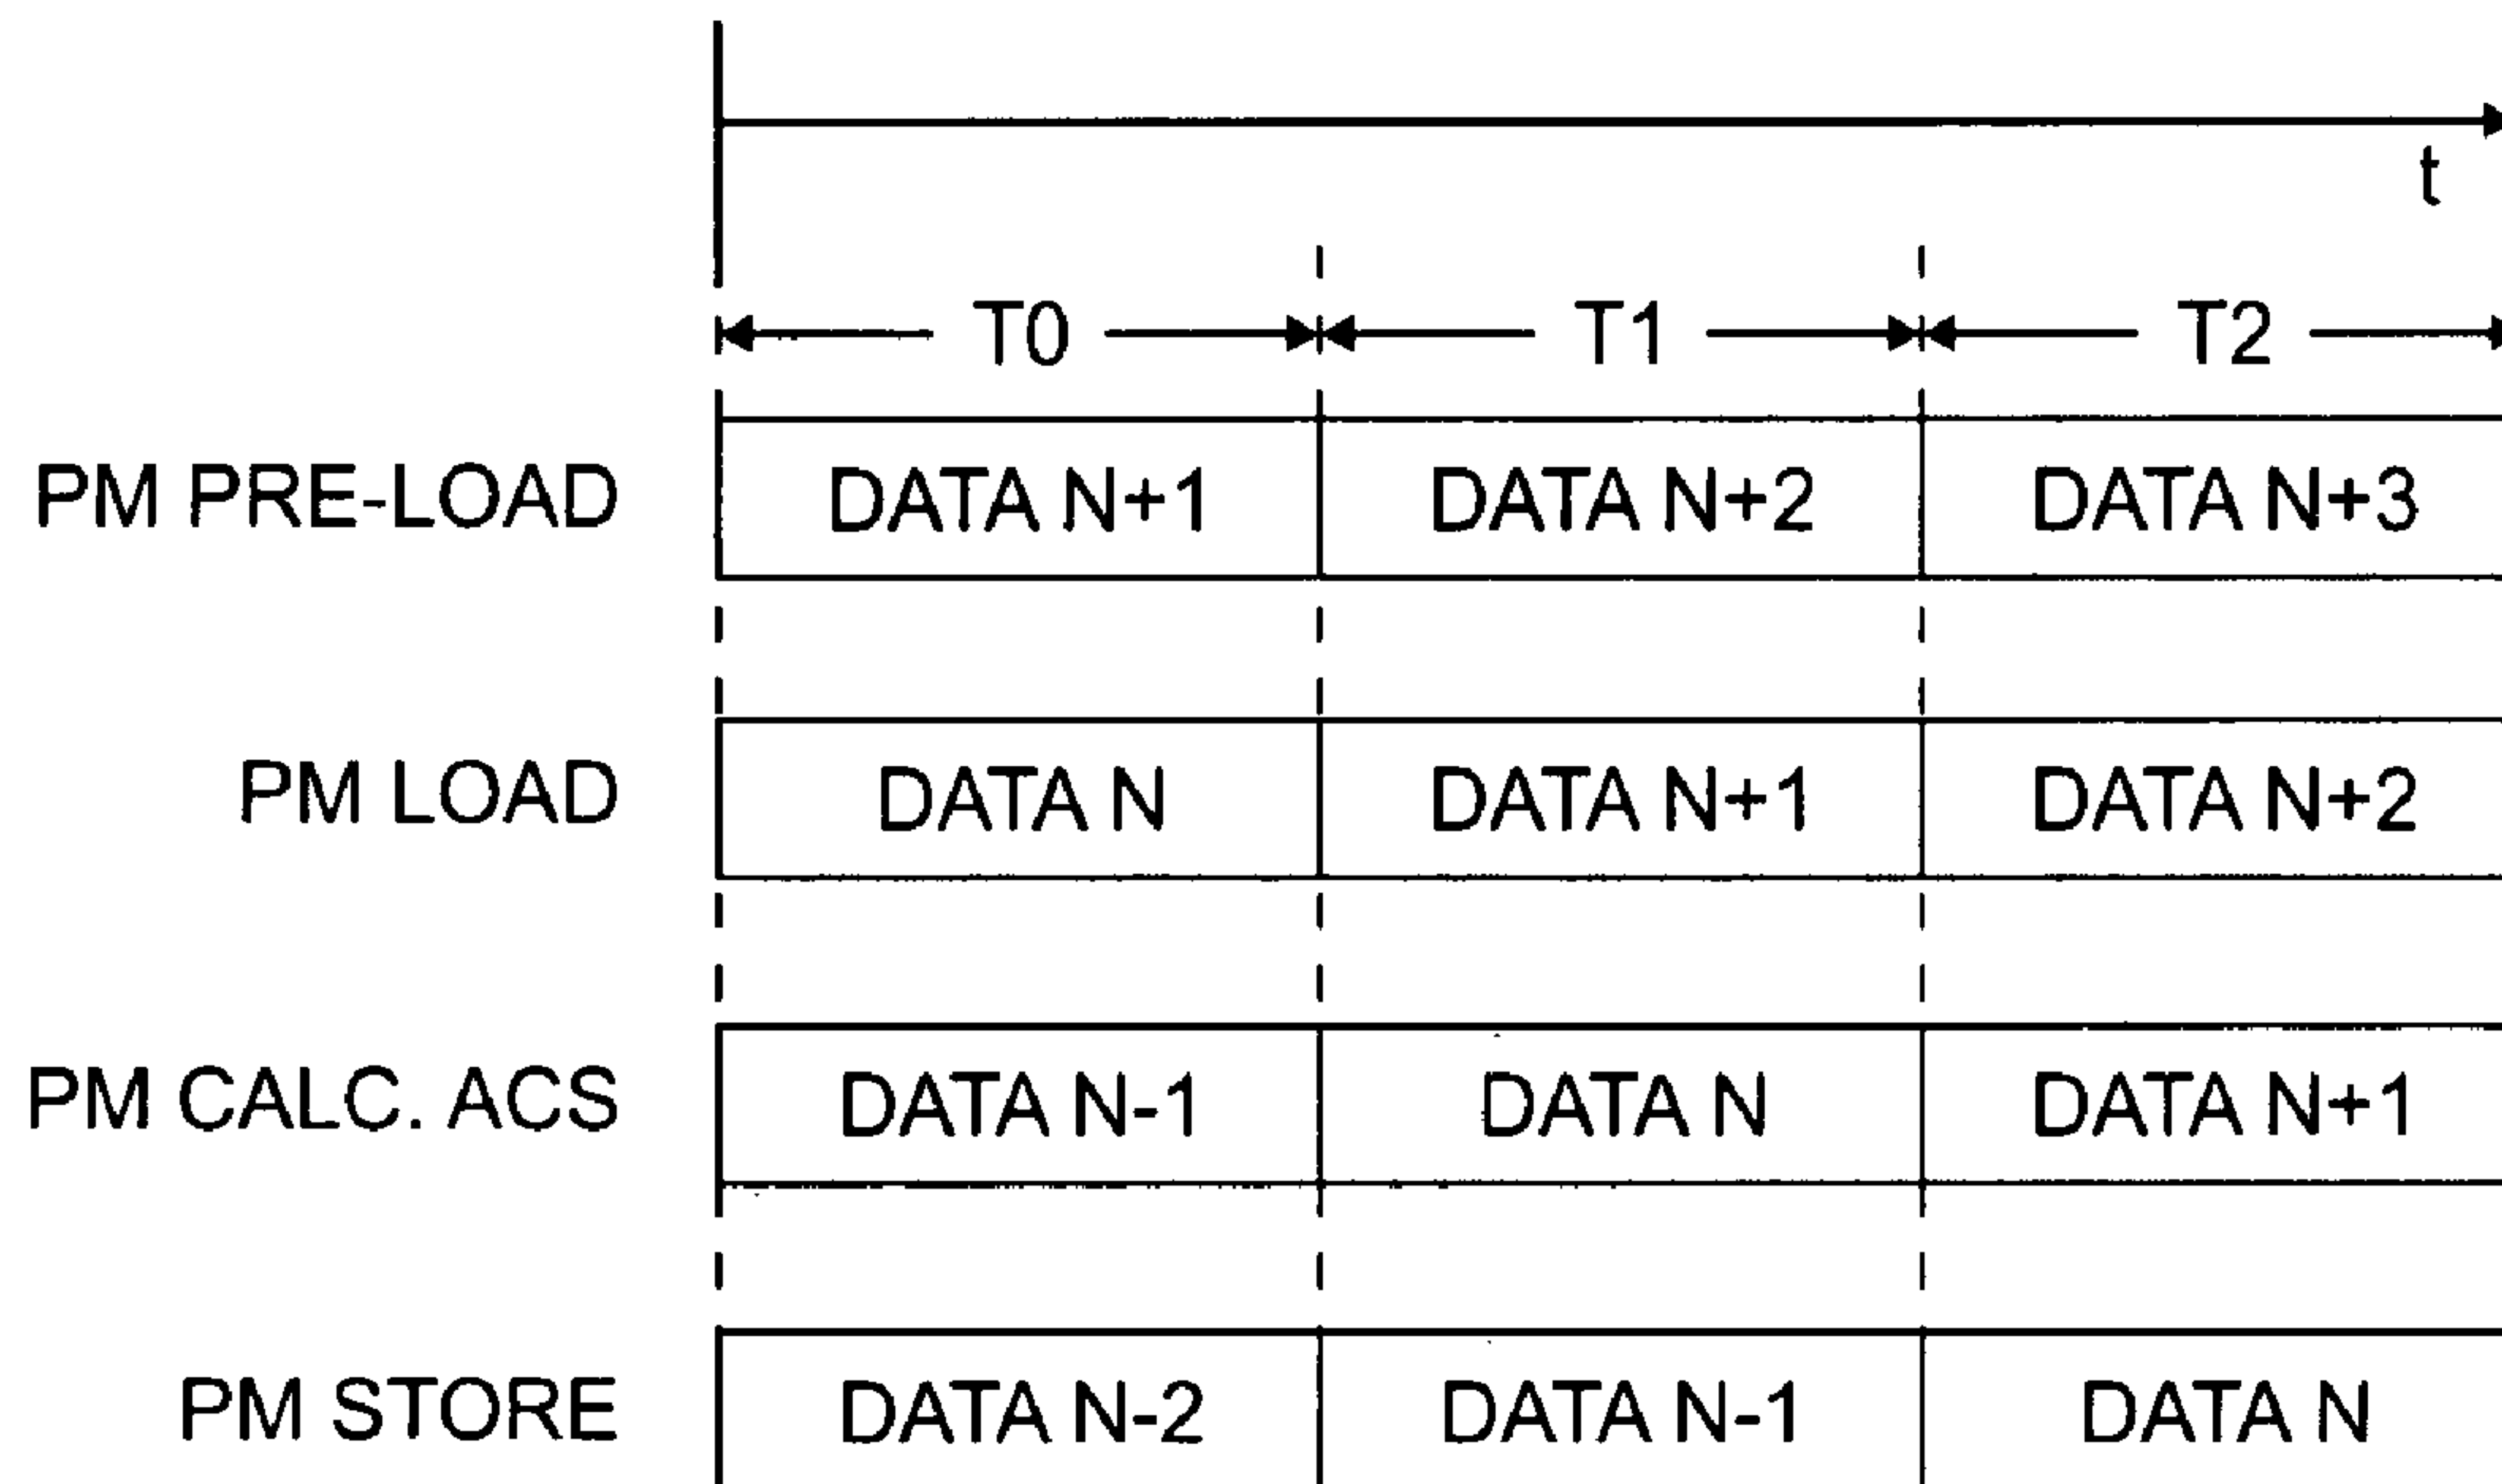 t
T0 T1 T2
PM PRE-LOAD DATA N+1 DATA N+2 DATA N+3
PM LOAD DATA N DATA N+1 DATA N+2
PM CALC. ACS DATA N-1 DATA N DATA N+1
PM STORE DATA N-2 DATA N-1 DATA N